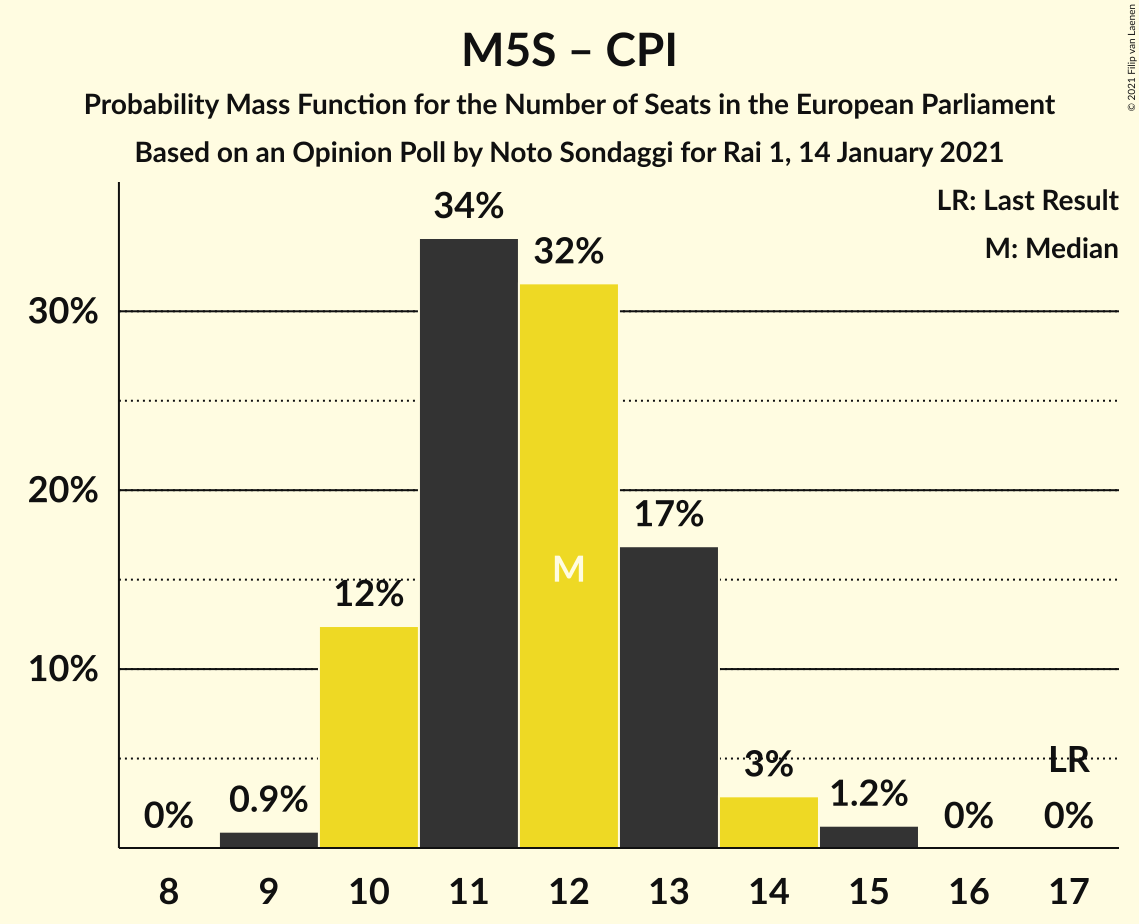 M5S – CPI
Probability Mass Function for the Number of Seats in the European Parliament
Based on an Opinion Poll by Noto Sondaggi for Rai 1, 14 January 2021
© 2021 Filip van Laenen
LR: Last Result
M: Median
34%
32%
30%
20%
17%
M
12%
10%
3%
LR
0%
0.9%
1.2%
0%
0%
8 9 10 11 12 13 14 15 16 17